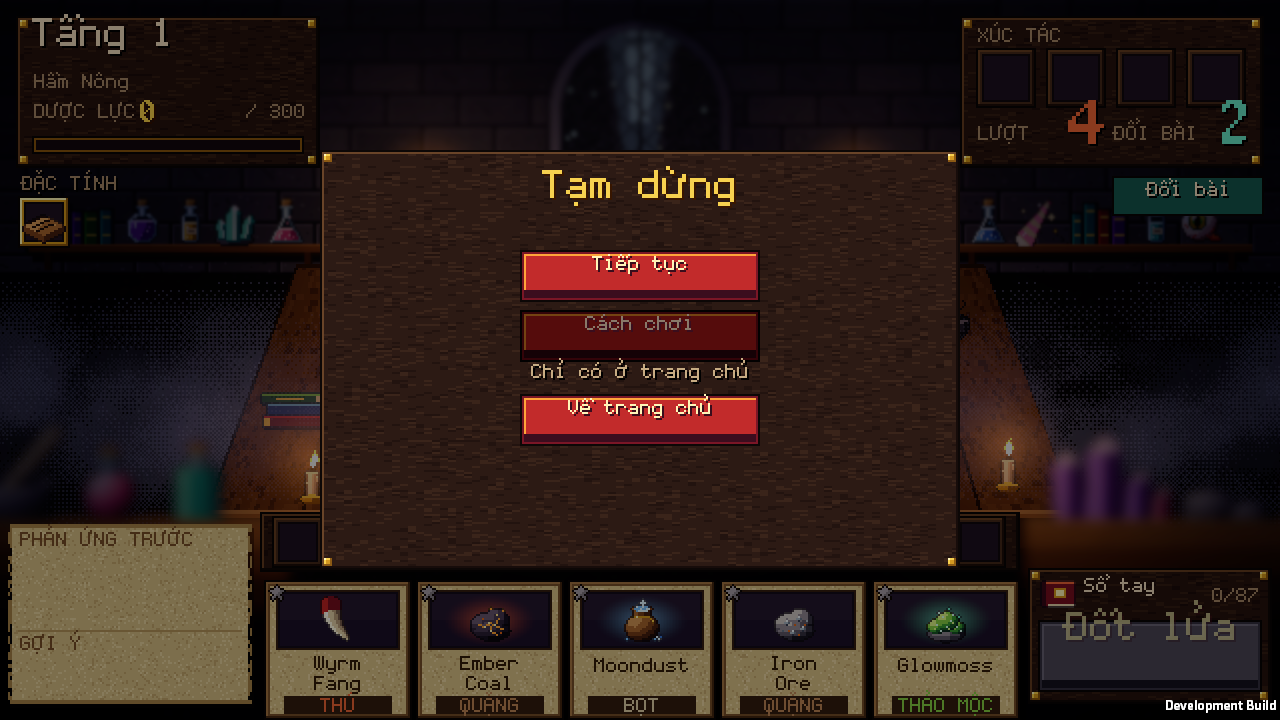 Tầng 1
Hầm Nông
DƯỢC LỰC 0 / 300
ĐẶC TÍNH
XÚC TÁC
LƯỢT 4 ĐỔI BÀI 2
Đổi bài
Tạm dừng
Tiếp tục
Cách chơi
Chỉ có ở trang chủ
Về trang chủ
PHẢN ỨNG TRƯỚC
GỢI Ý
Wyrm
Fang
THÚ
Ember
Coal
QUẶNG
Moondust
BỘT
Iron
Ore
QUẶNG
Glowmoss
THẢO MỘC
Sổ tay
0/87
Đốt lửa
Development Build